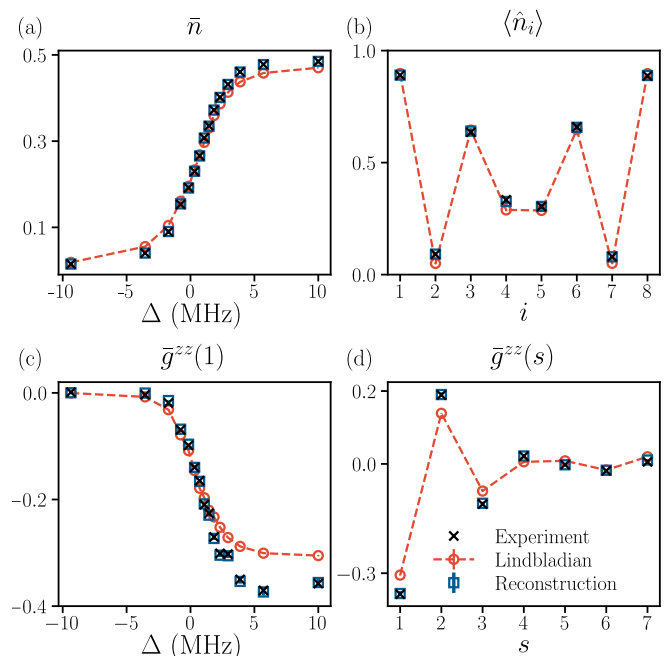 (a) n̄
0.5
0.3
0.1
-10 -5 0 5 10
Δ (MHz)
(b) ⟨n̂ᵢ⟩
1.0
0.5
0.0
1 2 3 4 5 6 7 8
i
(c) ḡᶻᶻ(1)
0.0
−0.2
−0.4
-10 -5 0 5 10
Δ (MHz)
(d) ḡᶻᶻ(s)
0.2
0.0
−0.3
Experiment
Lindbladian
Reconstruction
1 2 3 4 5 6 7
s